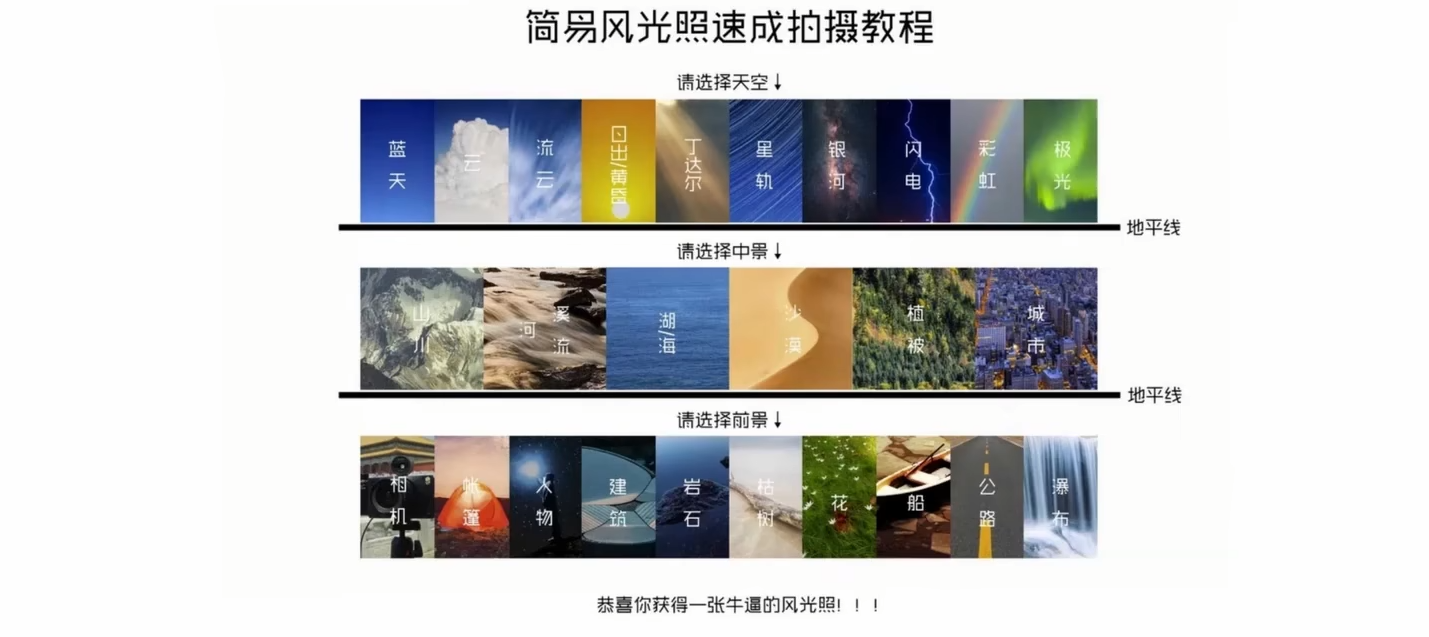 简易风光照速成拍摄教程
请选择天空↓
蓝天 云 流云 日出/黄昏 丁达尔 星轨 银河 闪电 彩虹 极光
地平线
请选择中景↓
山川 河 溪流 湖/海 沙漠 植被 城市
地平线
请选择前景↓
相机 帐篷 人物 建筑 岩石 枯树 花 船 公路 瀑布
恭喜你获得一张牛逼的风光照!!!